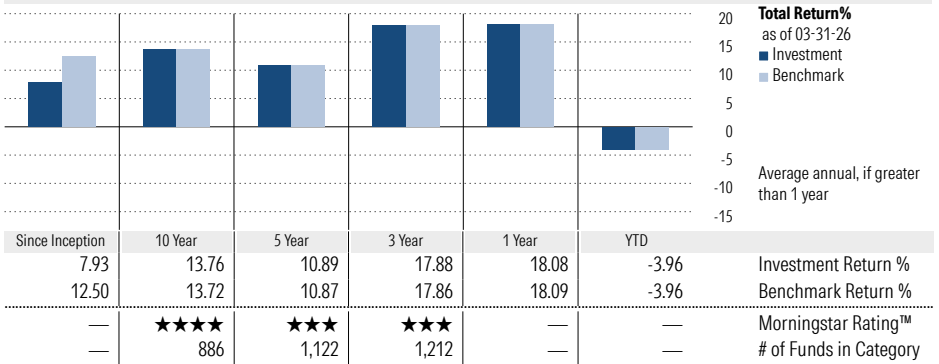 20
15
10
5
0
-5
-10
-15
Total Return%
as of 03-31-26
Investment
Benchmark
Average annual, if greater
than 1 year
Since Inception 10 Year 5 Year 3 Year 1 Year YTD
7.93 13.76 10.89 17.88 18.08 -3.96 Investment Return %
12.50 13.72 10.87 17.86 18.09 -3.96 Benchmark Return %
— ★★★★ ★★★ ★★★ — — Morningstar Rating™
— 886 1,122 1,212 — — # of Funds in Category